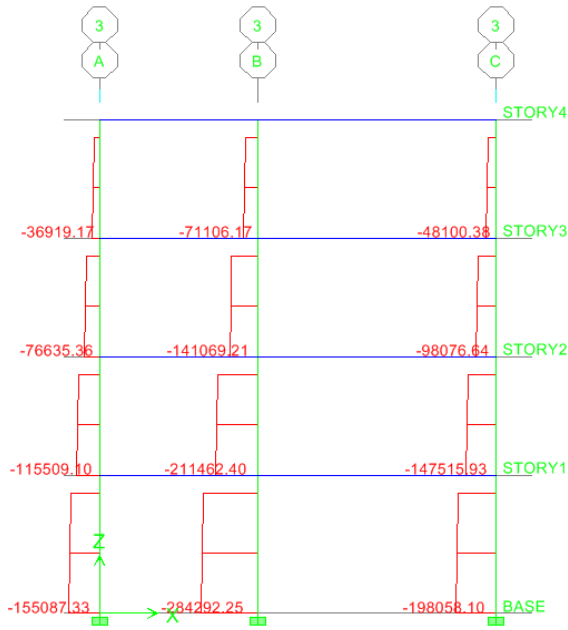 3 3 3
A B C
STORY4
-36919.17 -71106.17 -48100.38 STORY3
-76635.36 -141069.21 -98076.64 STORY2
-115509.10 -211462.40 -147515.93 STORY1
Z
-155087.33 X -284292.25 -198058.10 BASE